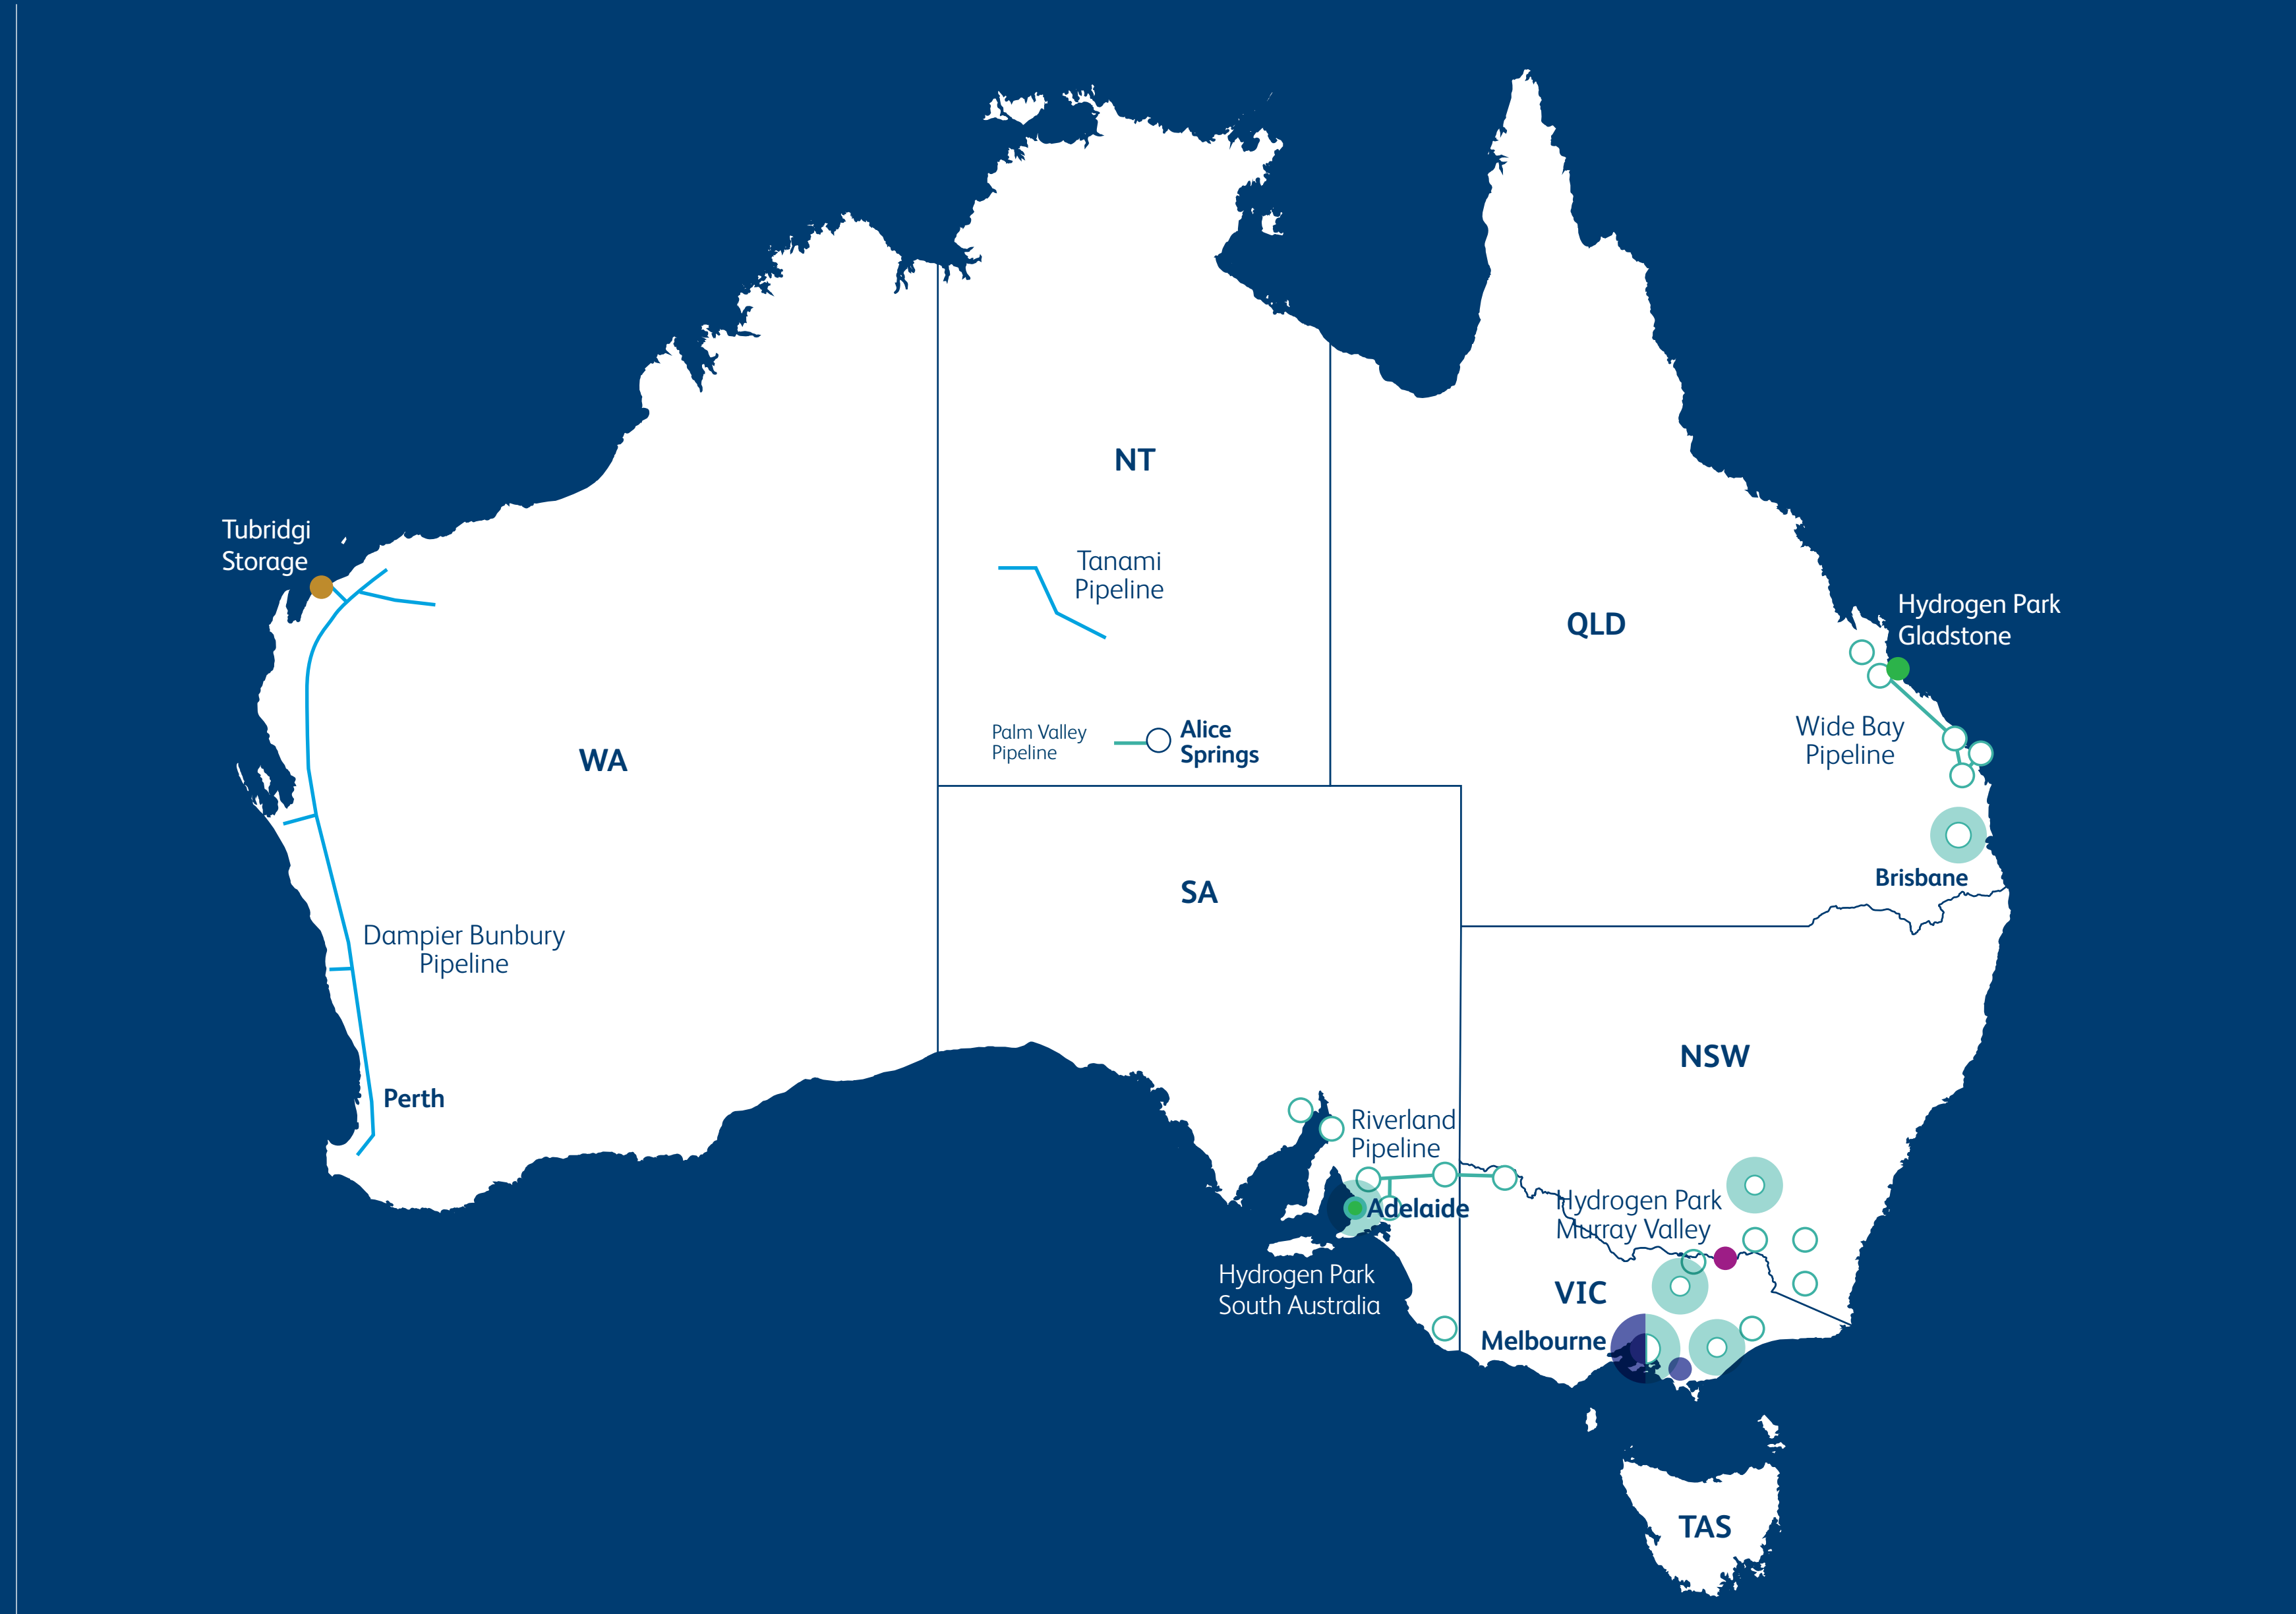 NT
Tubridgi
Storage
Tanami
Pipeline
Hydrogen Park
Gladstone
QLD
Palm Valley
Pipeline
Alice
Springs
Wide Bay
Pipeline
WA
Brisbane
SA
Dampier Bunbury
Pipeline
NSW
Perth
Riverland
Pipeline
Adelaide
Hydrogen Park
Murray Valley
Hydrogen Park
South Australia
VIC
Melbourne
TAS